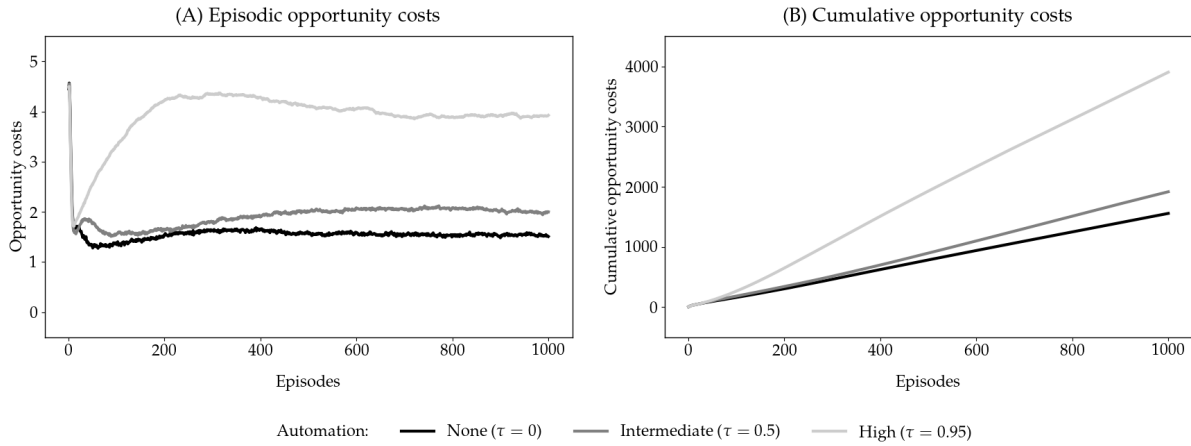 (A) Episodic opportunity costs
Opportunity costs
5
4
3
2
1
0
0 200 400 600 800 1000
Episodes
(B) Cumulative opportunity costs
Cumulative opportunity costs
4000
3000
2000
1000
0
0 200 400 600 800 1000
Episodes
Automation: None (τ = 0) Intermediate (τ = 0.5) High (τ = 0.95)